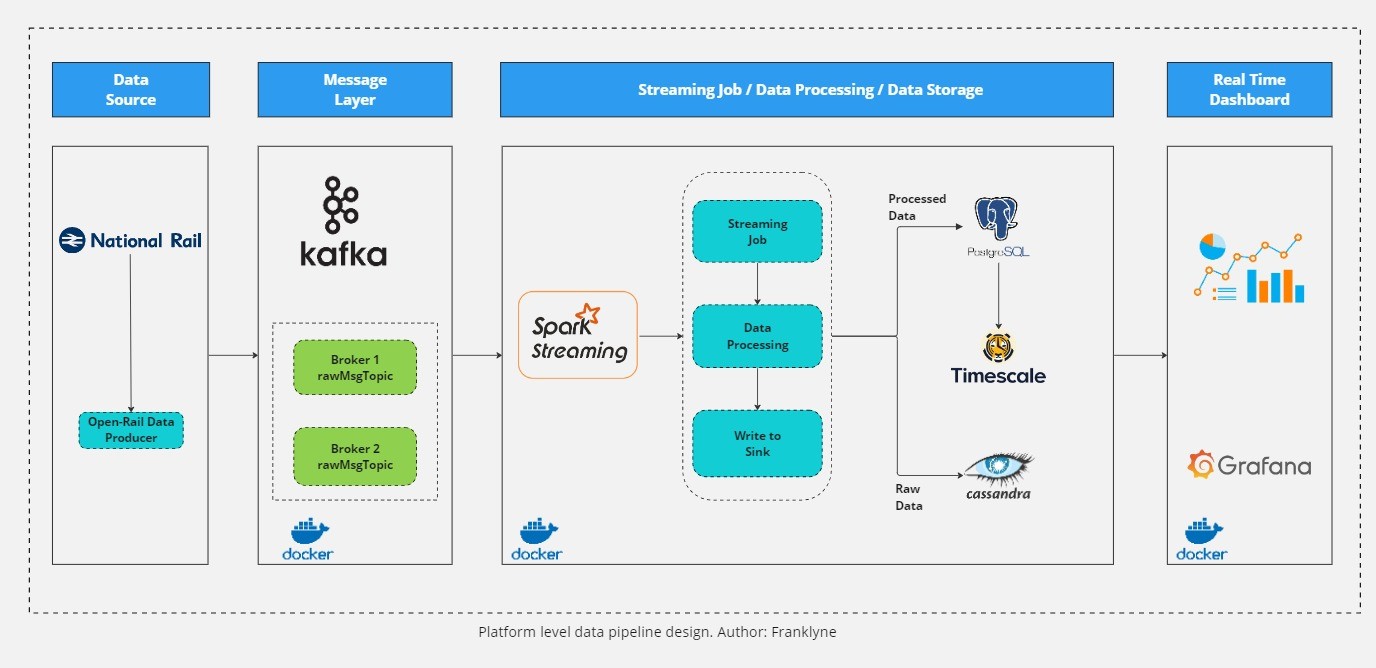 Data
Source
Message
Layer
Streaming Job / Data Processing / Data Storage
Real Time
Dashboard
National Rail
Open-Rail Data
Producer
kafka
Broker 1
rawMsgTopic
Broker 2
rawMsgTopic
docker
Spark
Streaming
Streaming
Job
Data
Processing
Write to
Sink
docker
Processed
Data
PostgreSQL
Timescale
Raw
Data
cassandra
Grafana
docker
Platform level data pipeline design. Author: Franklyne